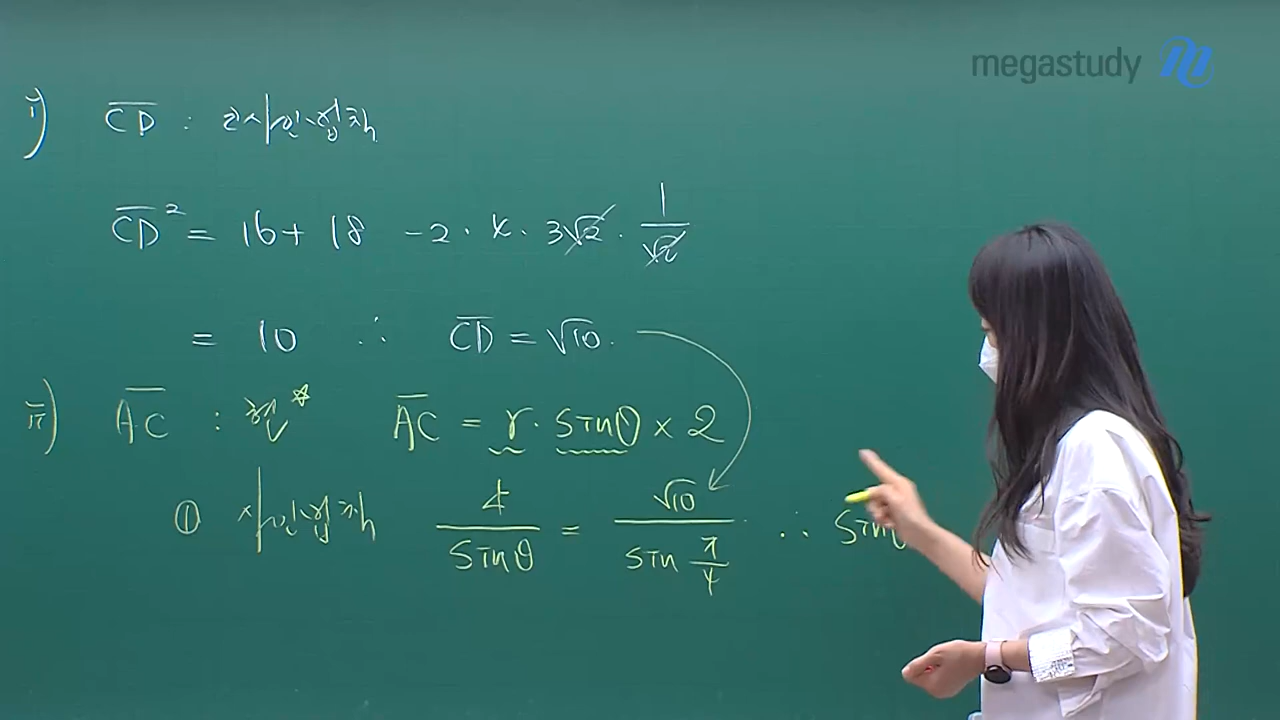 megastudy
i) CD : 코사인법칙
CD² = 16 + 18 - 2 · 4 · 3√2 · 1/√2
= 10 ∴ CD = √10.
ii) AC : 현☆ AC = r · sinθ × 2
① 사인법칙 4/sinθ = √10/sin π/4 ∴ sinθ